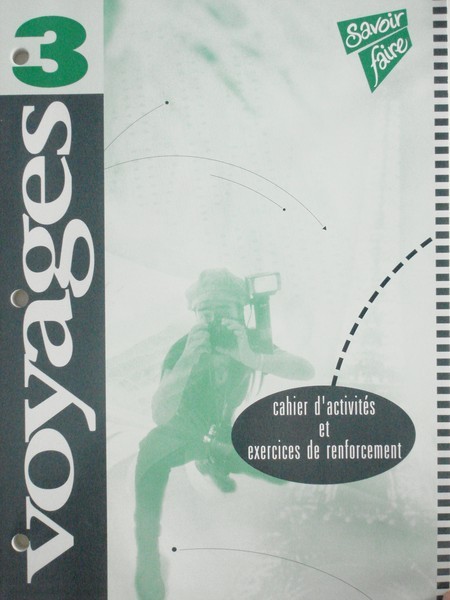 3
voyages
Savoir
faire
cahier d'activités
et
exercices de renforcement